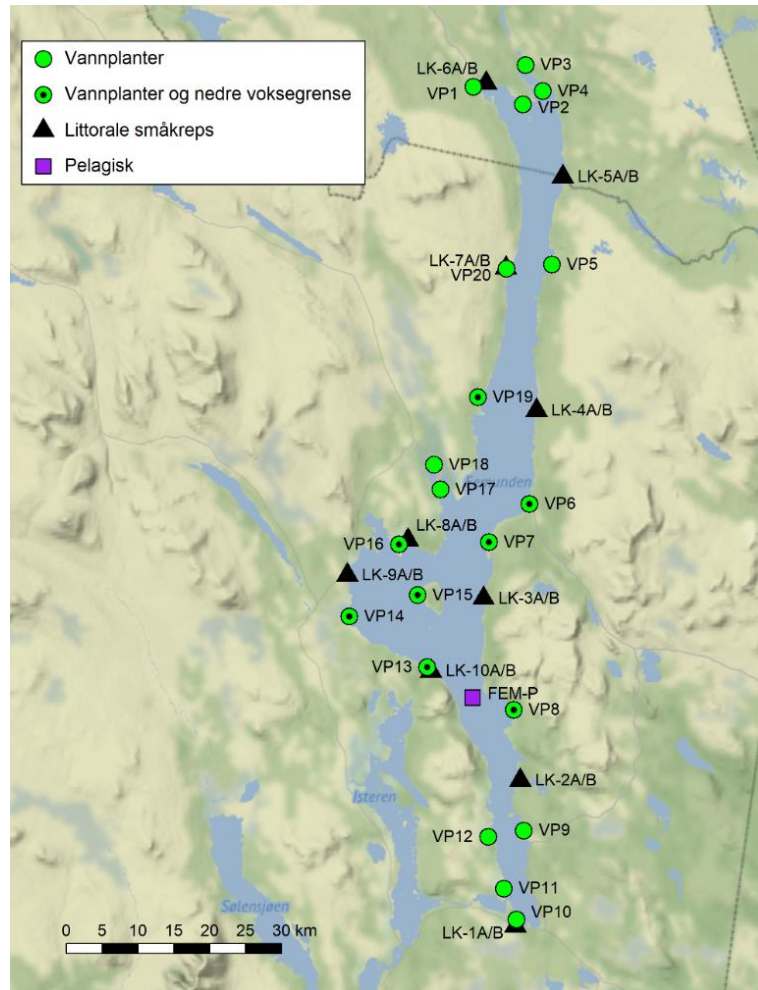 Vannplanter
Vannplanter og nedre voksegrense
Littorale småkreps
Pelagisk
VP3
LK-6A/B
VP1
VP4
VP2
LK-5A/B
LK-7A/B
VP20
VP5
VP19
LK-4A/B
VP18
Femunden
VP17
VP6
LK-8A/B
VP16
VP7
LK-9A/B
VP15
LK-3A/B
VP14
VP13
LK-10A/B
FEM-P
VP8
LK-2A/B
Isteren
VP12
VP9
VP11
Sølensjøen
VP10
LK-1A/B
0 5 10 15 20 25 30 km